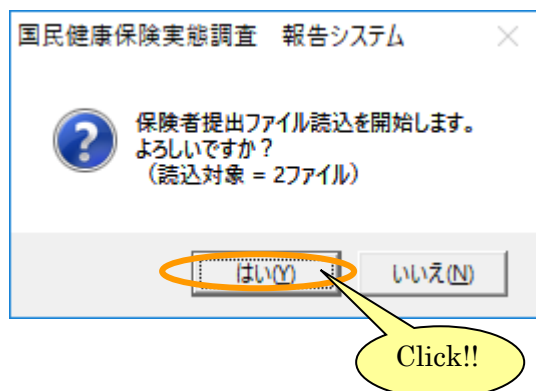 国民健康保険実態調査　報告システム
保険者提出ファイル読込を開始します。
よろしいですか？
（読込対象 = 2ファイル）
はい(Y)
いいえ(N)
Click!!